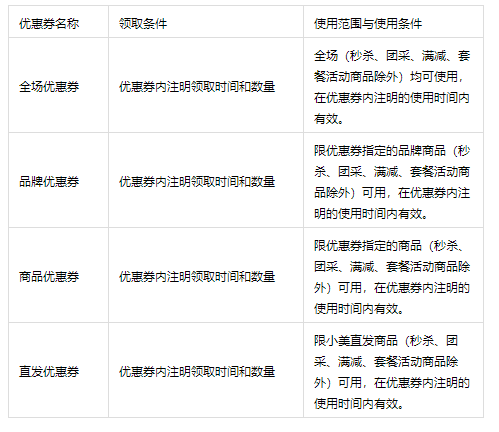 优惠券名称 领取条件 使用范围与使用条件
全场优惠券
优惠券内注明领取时间和数量
全场（秒杀、团采、满减、套
餐活动商品除外）均可使用，
在优惠券内注明的使用时间内
有效。
品牌优惠券
优惠券内注明领取时间和数量
限优惠券指定的品牌商品（秒
杀、团采、满减、套餐活动商
品除外）可用，在优惠券内注
明的使用时间内有效。
商品优惠券
优惠券内注明领取时间和数量
限优惠券指定的商品（秒杀、
团采、满减、套餐活动商品除
外）可用，在优惠券内注明的
使用时间内有效。
直发优惠券
优惠券内注明领取时间和数量
限小美直发商品（秒杀、团
采、满减、套餐活动商品除
外）可用，在优惠券内注明的
使用时间内有效。